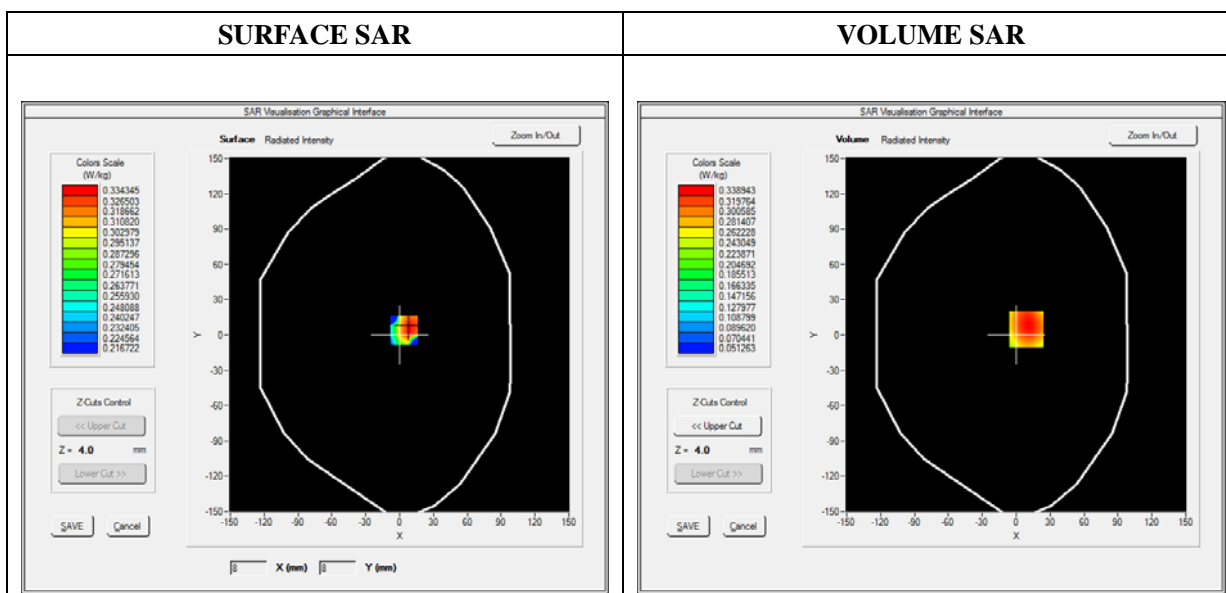 SURFACE SAR
VOLUME SAR
SAR Visualisation Graphical Interface
Surface Radiated Intensity
Zoom In/Out
Colors Scale
(W/kg)
0.334345
0.326503
0.318662
0.310820
0.302979
0.295137
0.287296
0.279454
0.271613
0.263771
0.255930
0.248088
0.240247
0.232405
0.224564
0.216722
Z-Cuts Control
<< Upper Cut
Z = 4.0 mm
Lower Cut >>
SAVE Cancel
150
120
90
60
30
0
-30
-60
-90
-120
-150
Y
-150 -120 -90 -60 -30 0 30 60 90 120 150
X
8 X (mm) 8 Y (mm)
SAR Visualisation Graphical Interface
Volume Radiated Intensity
Zoom In/Out
Colors Scale
(W/kg)
0.338943
0.319764
0.300585
0.281407
0.262228
0.243049
0.223871
0.204692
0.185513
0.166335
0.147156
0.127977
0.108799
0.089620
0.070441
0.051263
Z-Cuts Control
<< Upper Cut
Z = 4.0 mm
Lower Cut >>
SAVE Cancel
150
120
90
60
30
0
-30
-60
-90
-120
-150
Y
-150 -120 -90 -60 -30 0 30 60 90 120 150
X